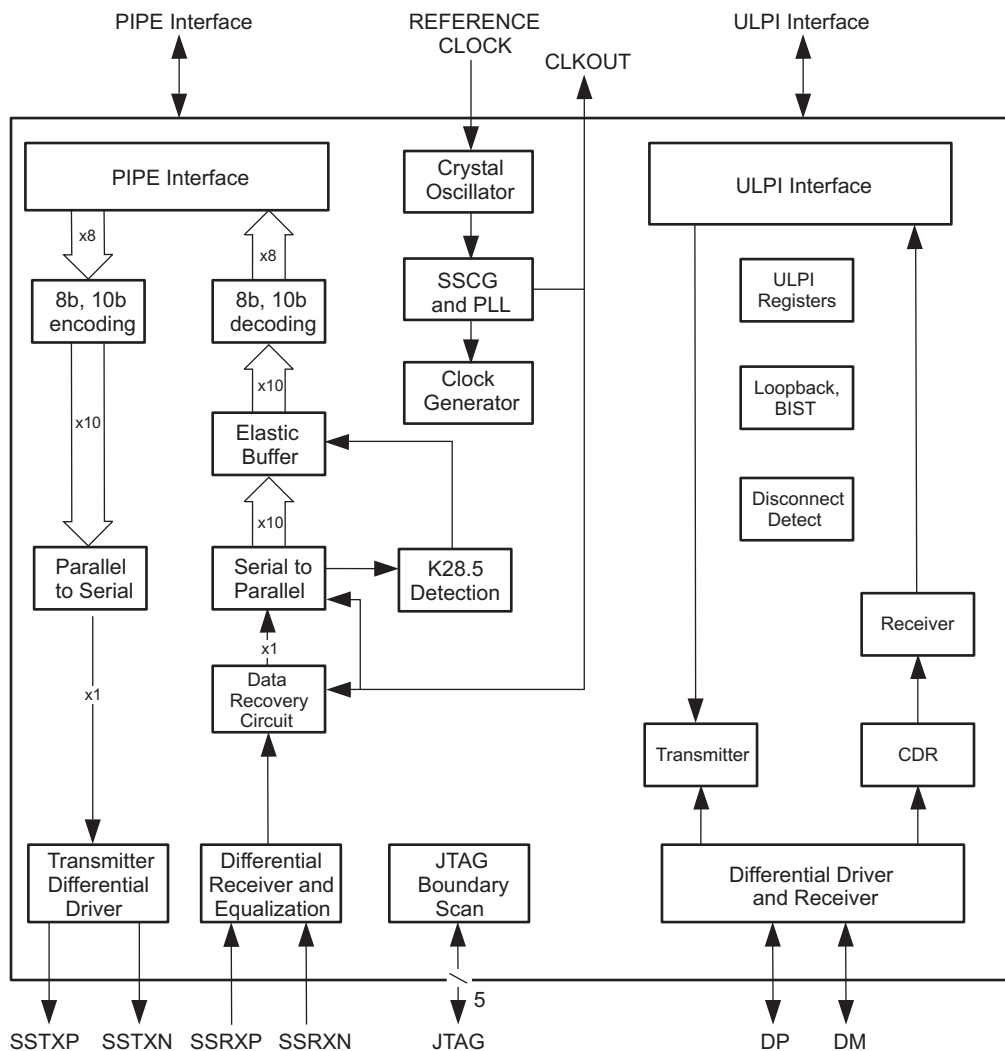 PIPE Interface
REFERENCE
CLOCK
CLKOUT
ULPI Interface
PIPE Interface
Crystal
Oscillator
ULPI Interface
x8
x8
8b, 10b
encoding
8b, 10b
decoding
SSCG
and PLL
ULPI
Registers
x10
x10
Clock
Generator
Loopback,
BIST
Elastic
Buffer
x10
Disconnect
Detect
Parallel
to Serial
Serial to
Parallel
K28.5
Detection
Receiver
x1
x1
Data
Recovery
Circuit
Transmitter
CDR
Transmitter
Differential
Driver
Differential
Receiver and
Equalization
JTAG
Boundary
Scan
Differential Driver
and Receiver
5
SSTXP
SSTXN
SSRXP
SSRXN
JTAG
DP
DM